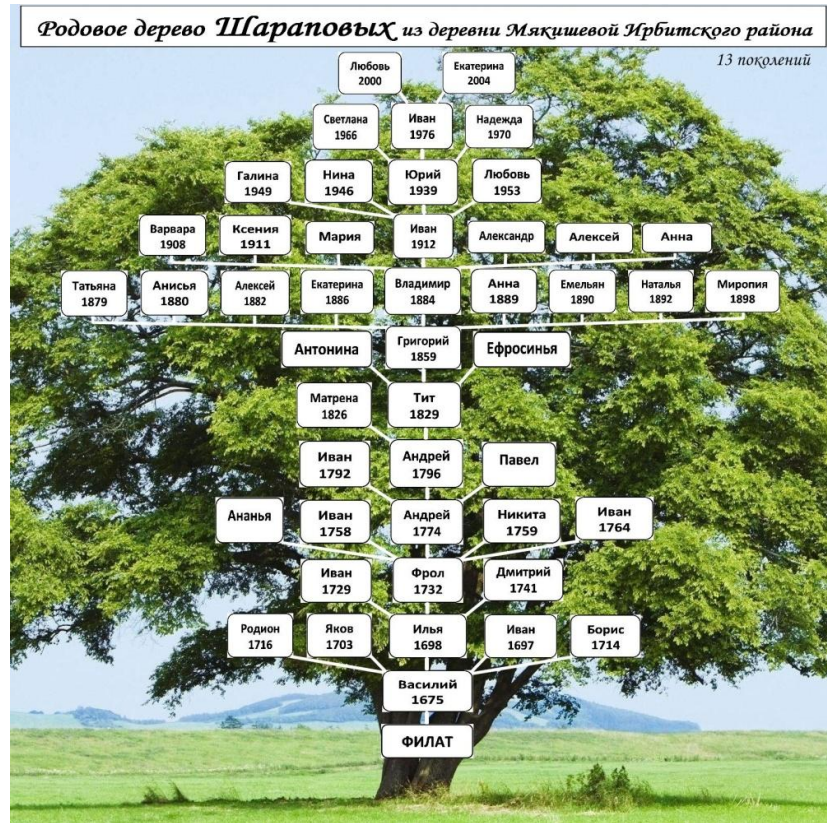 Родовое дерево Шараповых из деревни Мякишевой Ирбитского района
13 поколений
Любовь
2000
Екатерина
2004
Светлана
1966
Иван
1976
Надежда
1970
Галина
1949
Нина
1946
Юрий
1939
Любовь
1953
Варвара
1908
Ксения
1911
Мария
Иван
1912
Александр
Алексей
Анна
Татьяна
1879
Анисья
1880
Алексей
1882
Екатерина
1886
Владимир
1884
Анна
1889
Емельян
1890
Наталья
1892
Миропия
1898
Антонина
Григорий
1859
Ефросинья
Матрена
1826
Тит
1829
Иван
1792
Андрей
1796
Павел
Ананья
Иван
1758
Андрей
1774
Никита
1759
Иван
1764
Иван
1729
Фрол
1732
Дмитрий
1741
Родион
1716
Яков
1703
Илья
1698
Иван
1697
Борис
1714
Василий
1675
ФИЛАТ